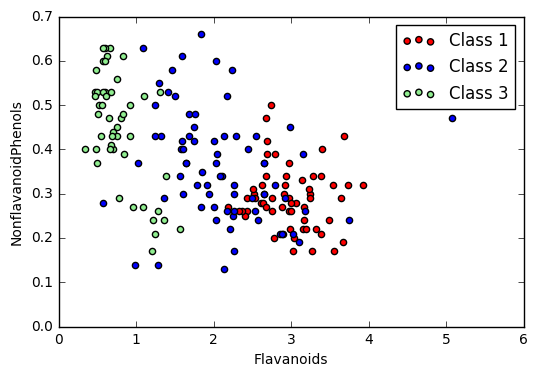 0.7
0.6
0.5
0.4
0.3
0.2
0.1
0.0
NonflavanoidPhenols
0 1 2 3 4 5 6
Flavanoids
Class 1
Class 2
Class 3